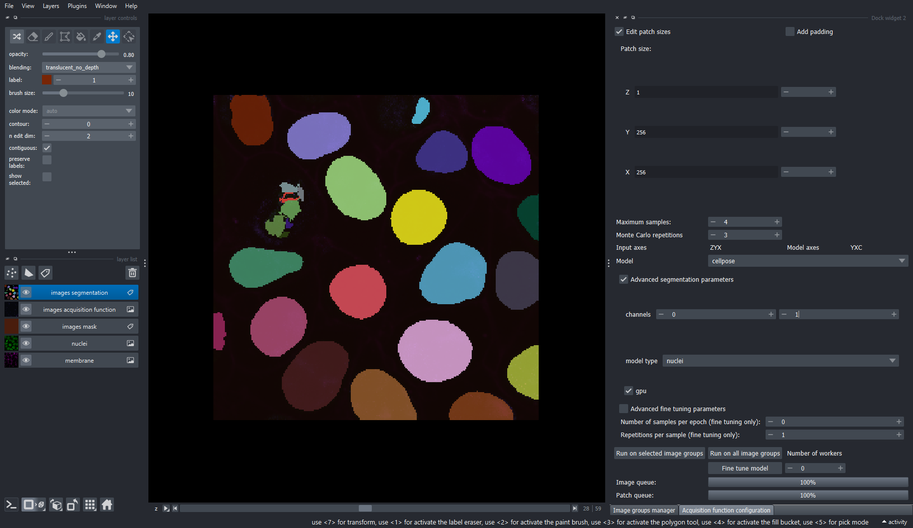 File View Layers Plugins Window Help
layer controls
opacity: 0.80
blending: translucent_no_depth
label: 1
brush size: 10
color mode: auto
contour: 0
n edit dim: 2
contiguous:
preserve labels:
show selected:
layer list
images segmentation
images acquisition function
images mask
nuclei
membrane
z 28 59
Dock widget 2
Edit patch sizes Add padding
Patch size:
Z 1
Y 256
X 256
Maximum samples: 4
Monte Carlo repetitions 3
Input axes ZYX Model axes YXC
Model cellpose
Advanced segmentation parameters
channels 0 1
model type nuclei
gpu
Advanced fine tuning parameters
Number of samples per epoch (fine tuning only): 0
Repetitions per sample (fine tuning only): 1
Run on selected image groups Run on all image groups Number of workers
Fine tune model 0
Image queue: 100%
Patch queue: 100%
Image groups manager Acquisition function configuration
use <7> for transform, use <1> for activate the label eraser, use <2> for activate the paint brush, use <3> for activate the polygon tool, use <4> for activate the fill bucket, use <5> for pick mode activity